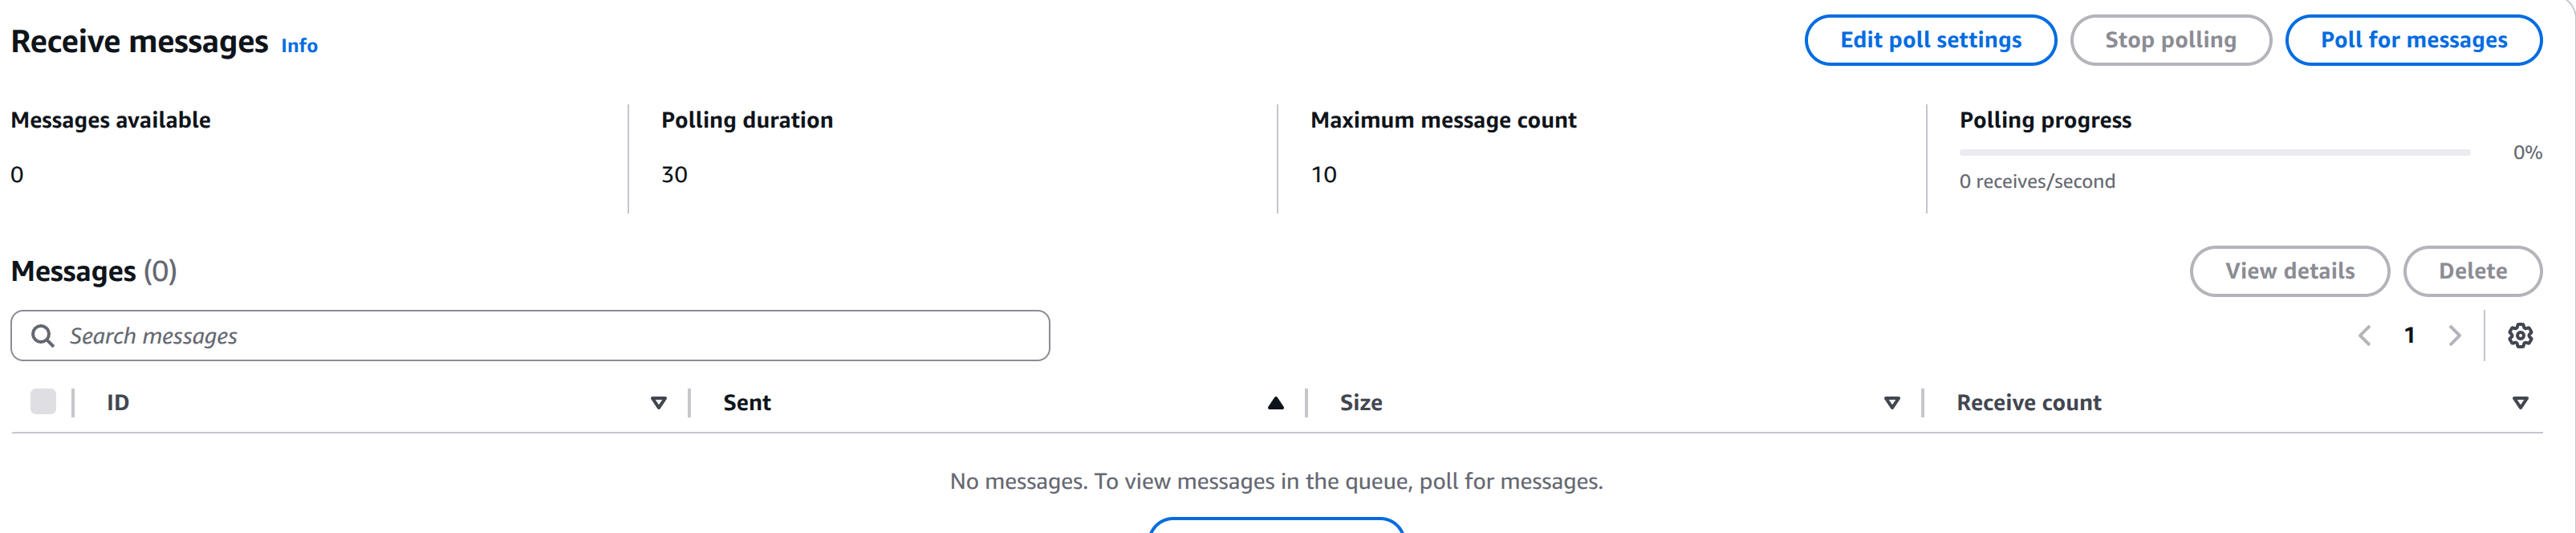 Receive messages Info
Edit poll settings
Stop polling
Poll for messages
Messages available
0
Polling duration
30
Maximum message count
10
Polling progress
0%
0 receives/second
Messages (0)
View details
Delete
Search messages
1
ID
Sent
Size
Receive count
No messages. To view messages in the queue, poll for messages.